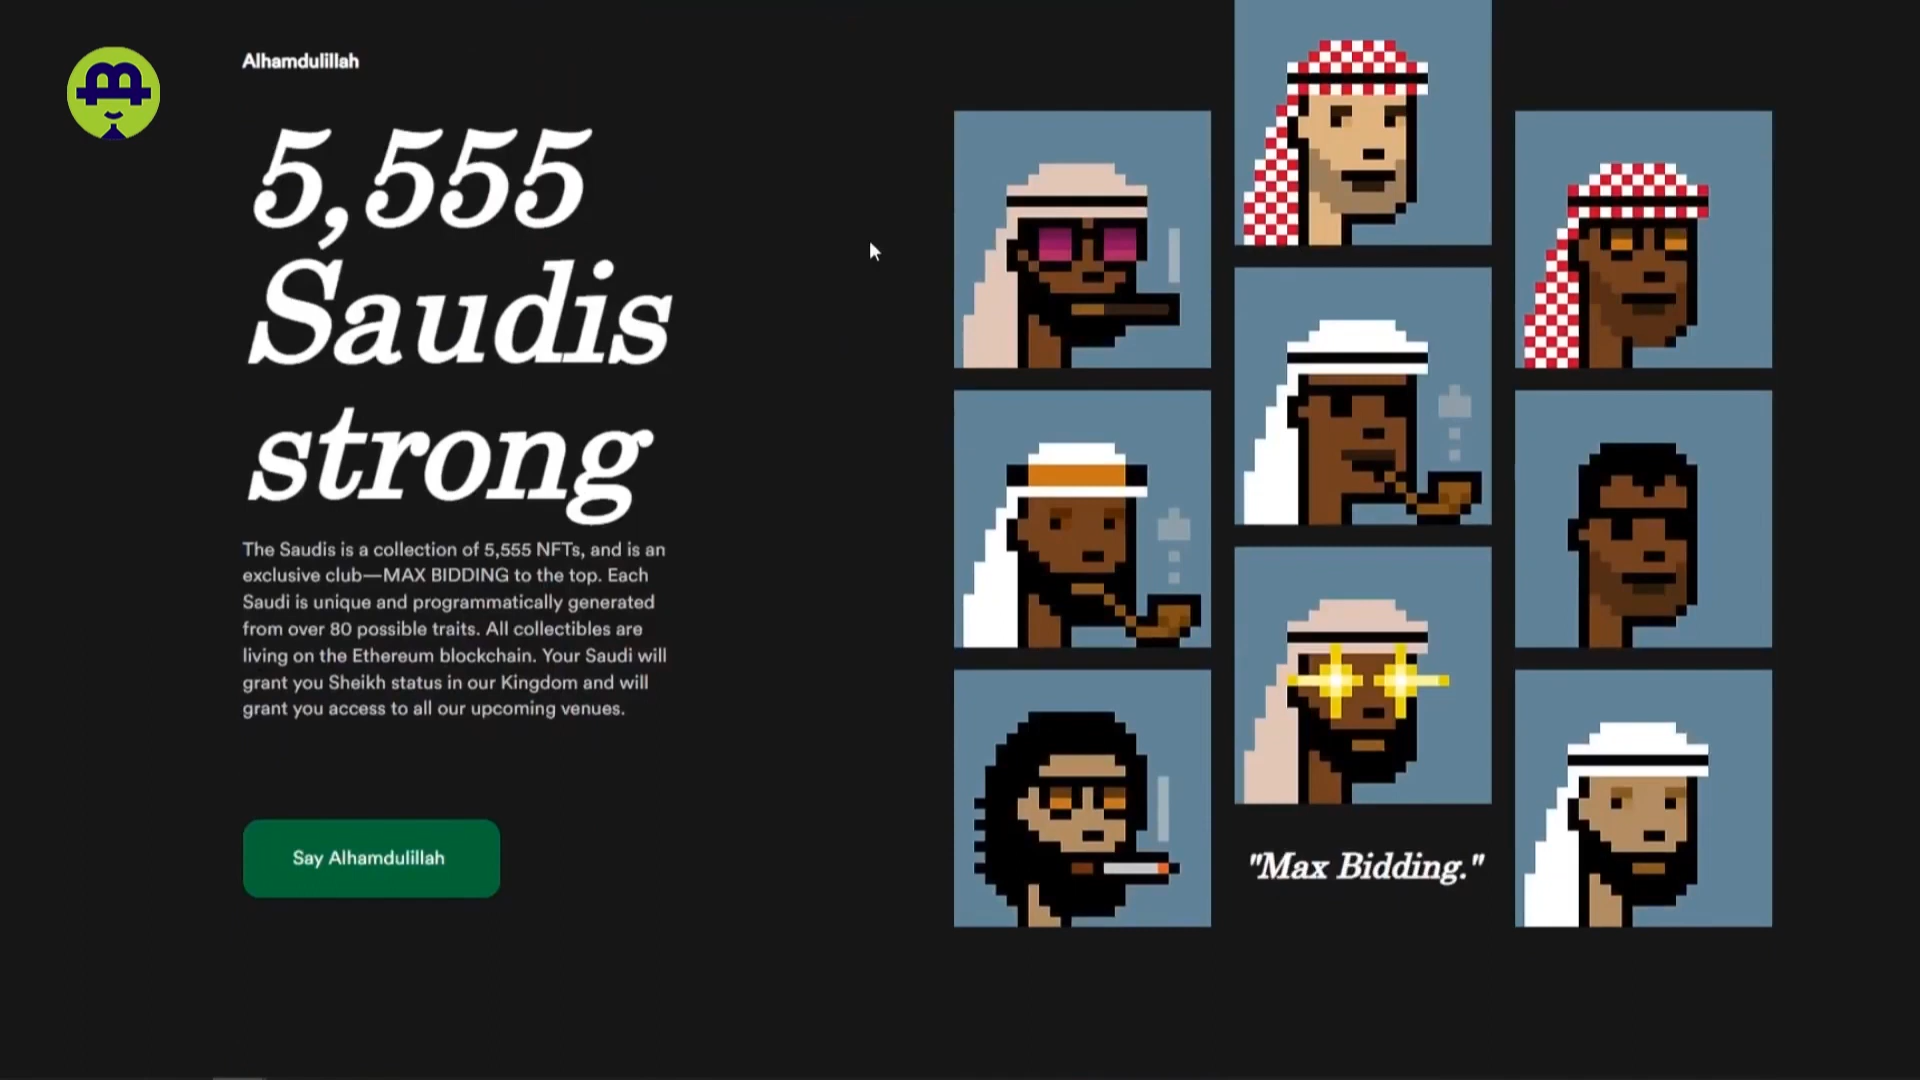 Alhamdulillah
5,555
Saudis
strong
The Saudis is a collection of 5,555 NFTs, and is an
exclusive club—MAX BIDDING to the top. Each
Saudi is unique and programmatically generated
from over 80 possible traits. All collectibles are
living on the Ethereum blockchain. Your Saudi will
grant you Sheikh status in our Kingdom and will
grant you access to all our upcoming venues.
Say Alhamdulillah
"Max Bidding."